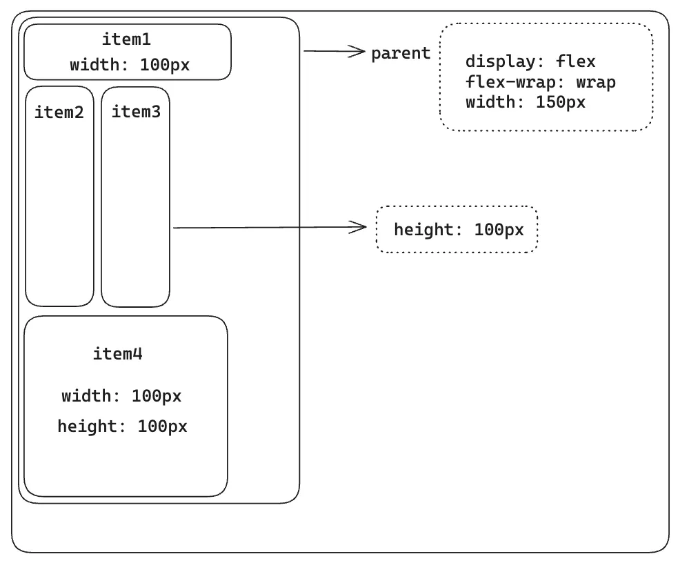 item1
width: 100px
parent
display: flex
flex-wrap: wrap
width: 150px
item2
item3
height: 100px
item4
width: 100px
height: 100px